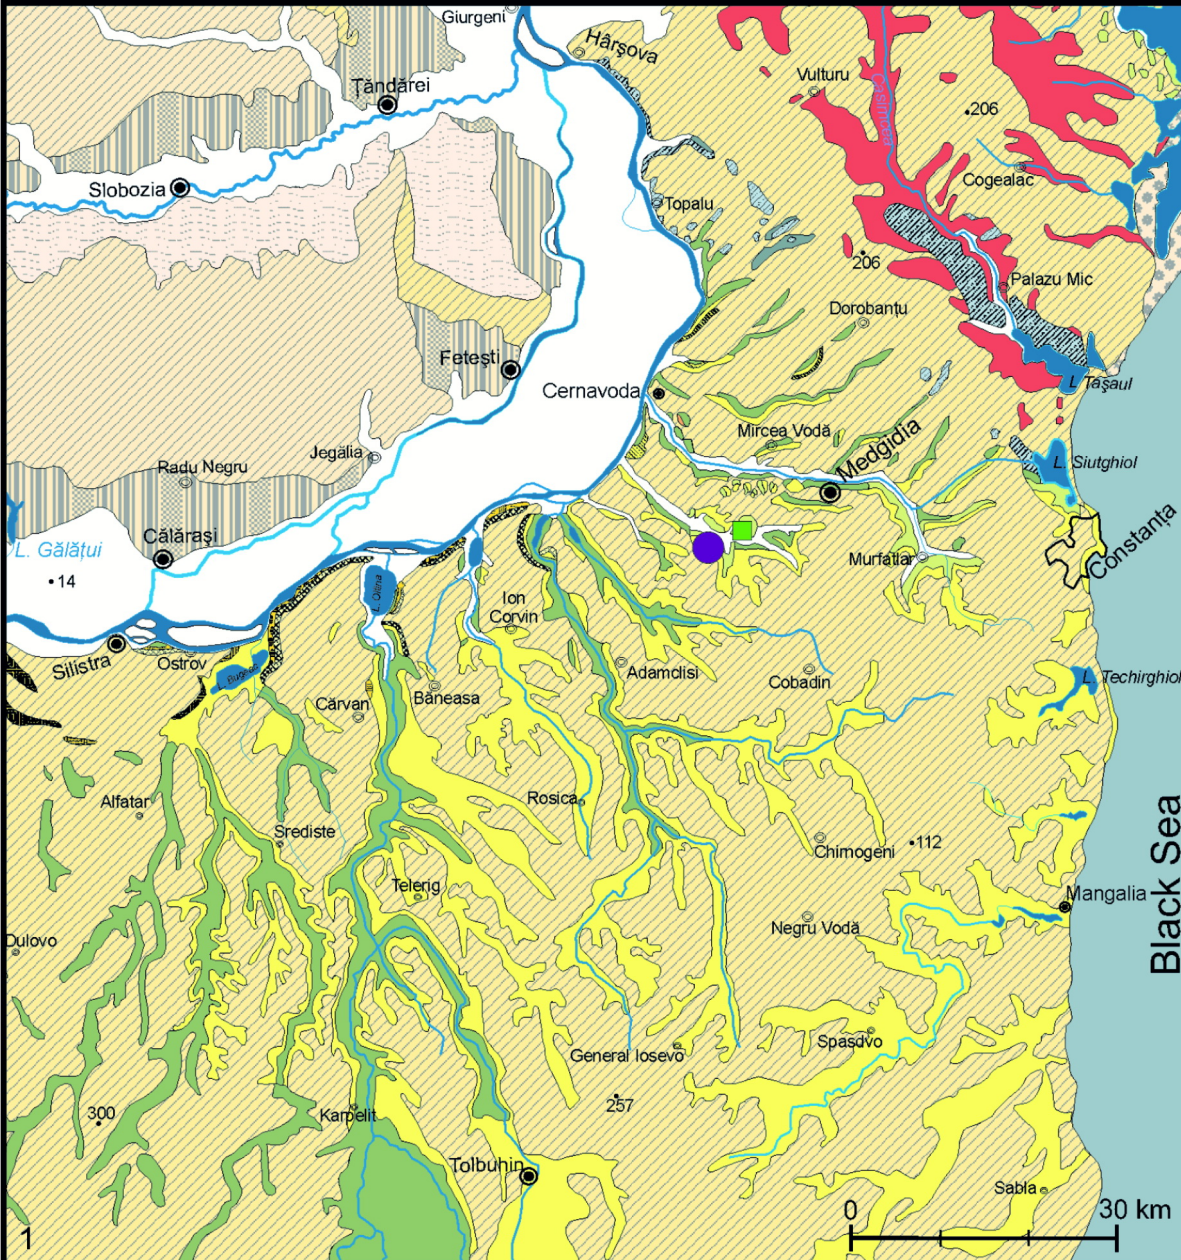 Giurgeni
Hârşova
Ţăndărei
Vulturu
Casimcea
206
Slobozia
Cogealac
Topalu
206
Palazu Mic
Dorobanţu
Feteşti
Cernavoda
L Taşaul
Mircea Vodă
Medgidia
Jegălia
Radu Negru
L. Siutghiol
Călăraşi
L. Gălăţui
14
Constanţa
Murfatlar
L. Oltina
Ion
Corvin
Silistra
Ostrov
L. Bugeac
Adamclisi
Cobadin
L. Techirghiol
Cărvan
Băneasa
Alfatar
Rosica
Srediste
Chimogeni
112
Black Sea
Telerig
Mangalia
Negru Vodă
Dulovo
General Iosevo
Spasdvo
257
300
Karpelit
Tolbuhin
Sabla
0
30 km
1